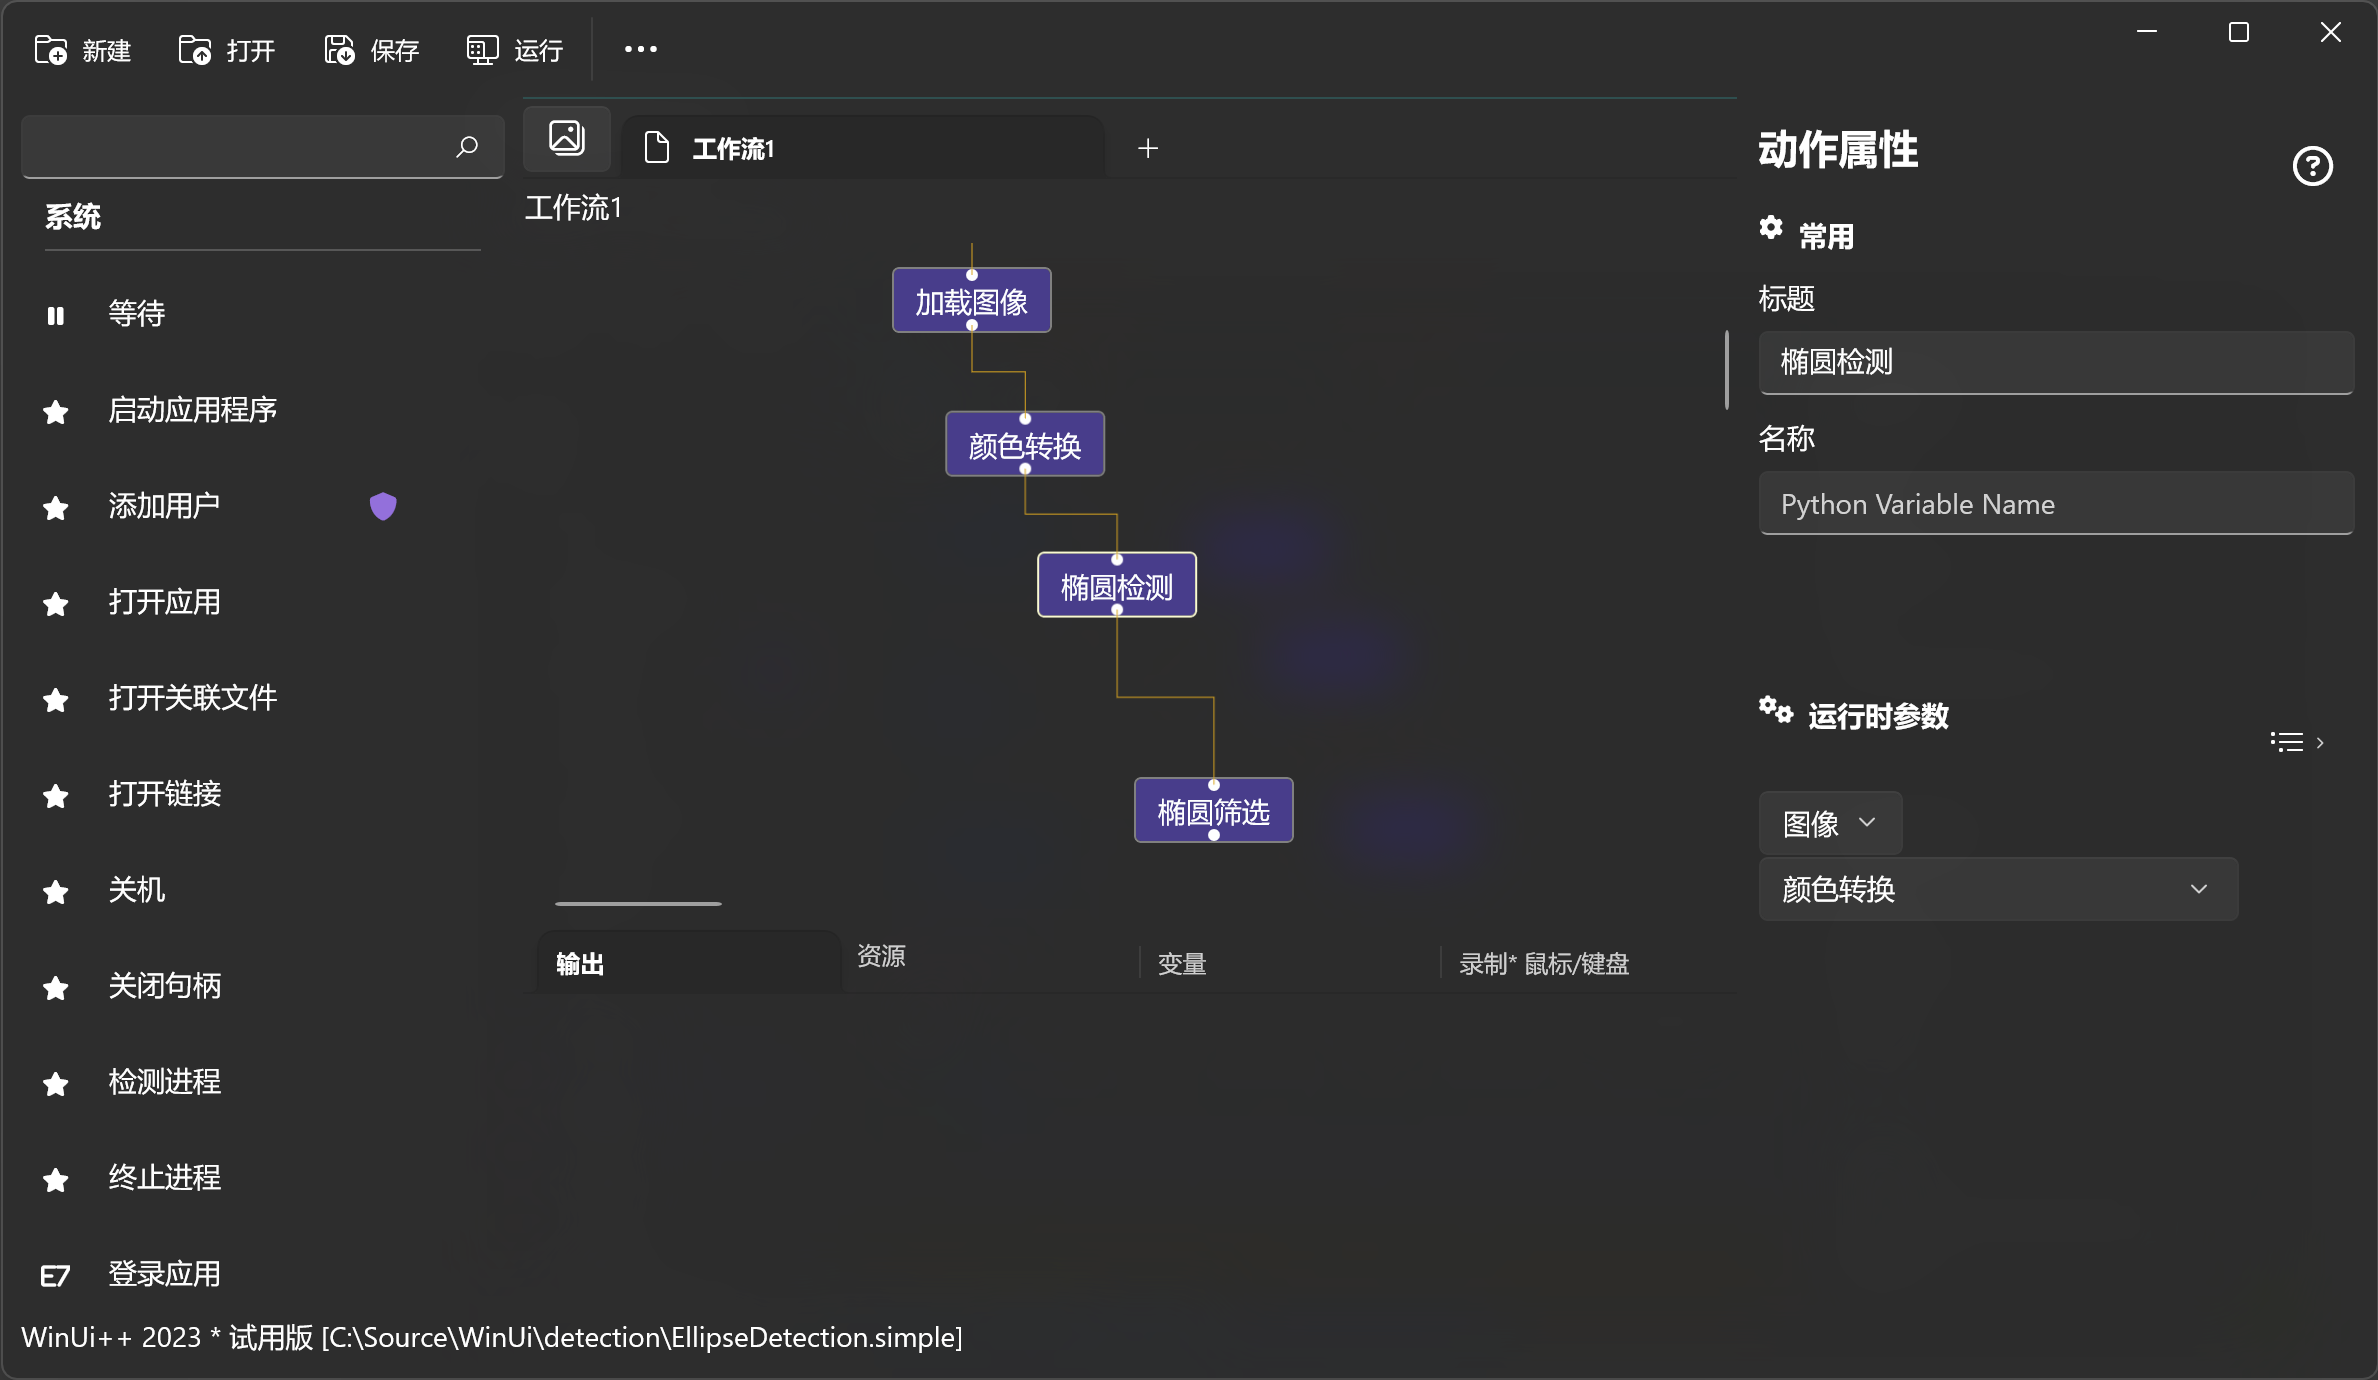 新建
打开
保存
运行
系统
等待
启动应用程序
添加用户
打开应用
打开关联文件
打开链接
关机
关闭句柄
检测进程
终止进程
登录应用
工作流1
工作流1
加载图像
颜色转换
椭圆检测
椭圆筛选
输出
资源
变量
录制* 鼠标/键盘
动作属性
常用
标题
椭圆检测
名称
Python Variable Name
运行时参数
图像
颜色转换
WinUi++ 2023 * 试用版 [C:\Source\WinUi\detection\EllipseDetection.simple]